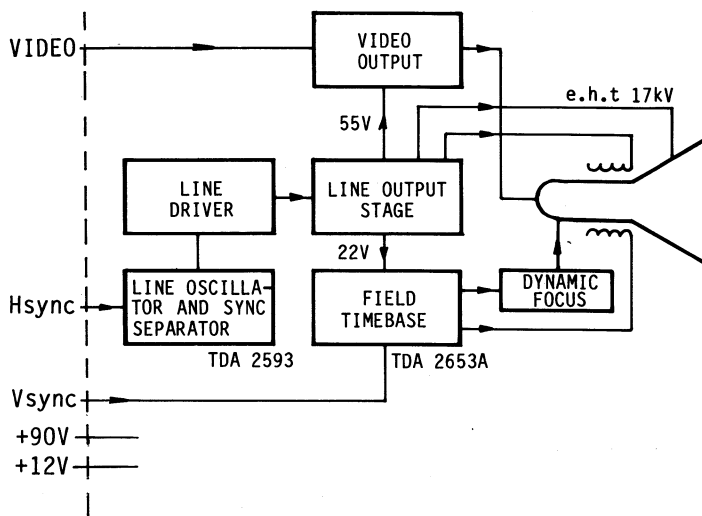 VIDEO
VIDEO
OUTPUT
e.h.t 17kV
55V
LINE
DRIVER
LINE OUTPUT
STAGE
22V
Hsync
LINE OSCILLA-
TOR AND SYNC
SEPARATOR
TDA 2593
FIELD
TIMEBASE
TDA 2653A
DYNAMIC
FOCUS
Vsync
+90V
+12V